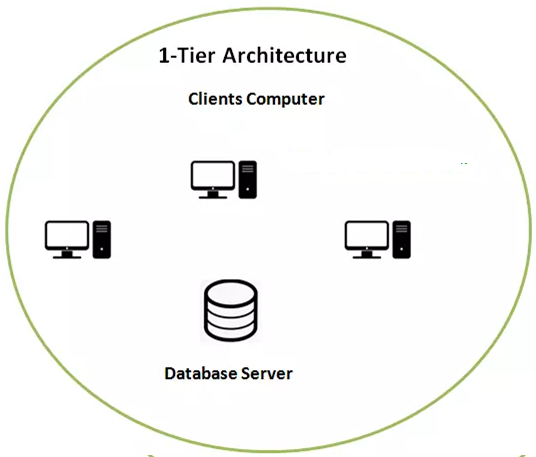 1-Tier Architecture
Clients Computer
Database Server